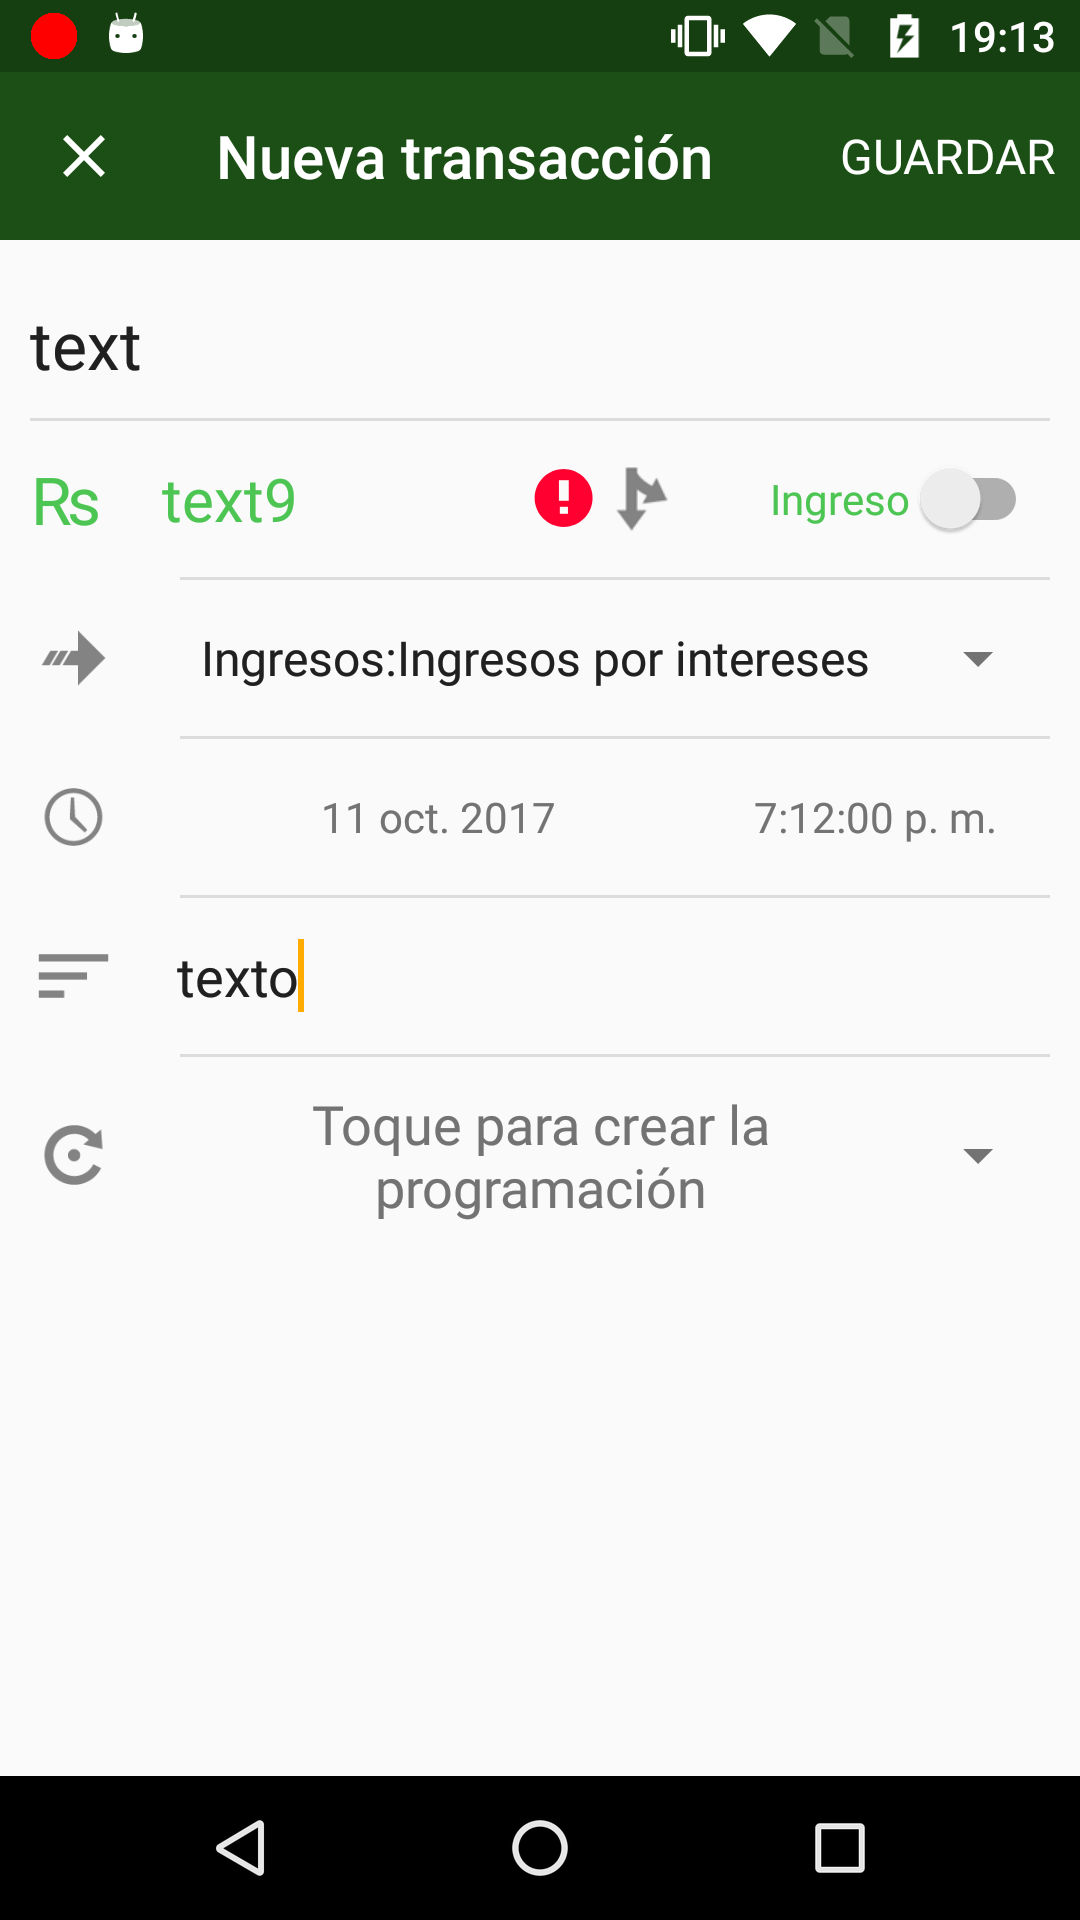 19:13
Nueva transacción GUARDAR
text
₨ text9 Ingreso
Ingresos:Ingresos por intereses
11 oct. 2017 7:12:00 p. m.
texto
Toque para crear la
programación